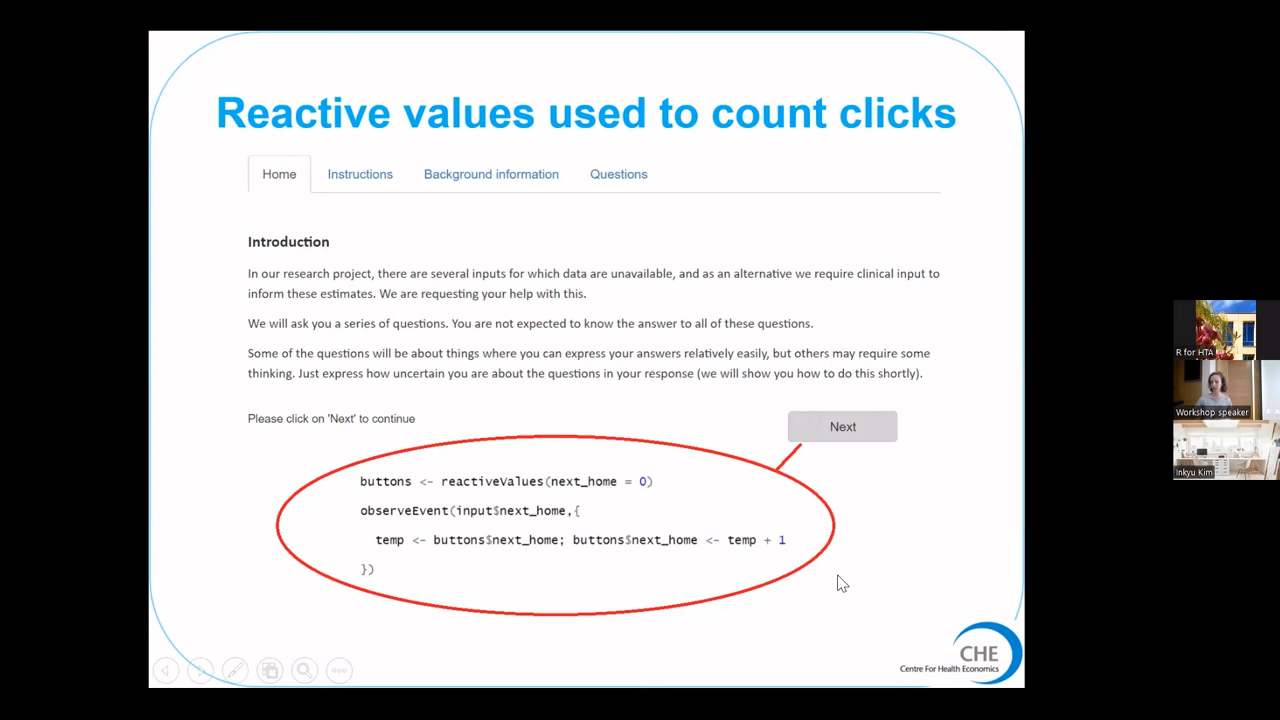 Reactive values used to count clicks
Home Instructions Background information Questions
Introduction
In our research project, there are several inputs for which data are unavailable, and as an alternative we require clinical input to
inform these estimates. We are requesting your help with this.
We will ask you a series of questions. You are not expected to know the answer to all of these questions.
Some of the questions will be about things where you can express your answers relatively easily, but others may require some
thinking. Just express how uncertain you are about the questions in your response (we will show you how to do this shortly).
Please click on 'Next' to continue
Next
buttons <- reactiveValues(next_home = 0)
observeEvent(input$next_home,{
temp <- buttons$next_home; buttons$next_home <- temp + 1
})
CHE
Centre For Health Economics
R for HTA
Workshop speaker
Inkyu Kim